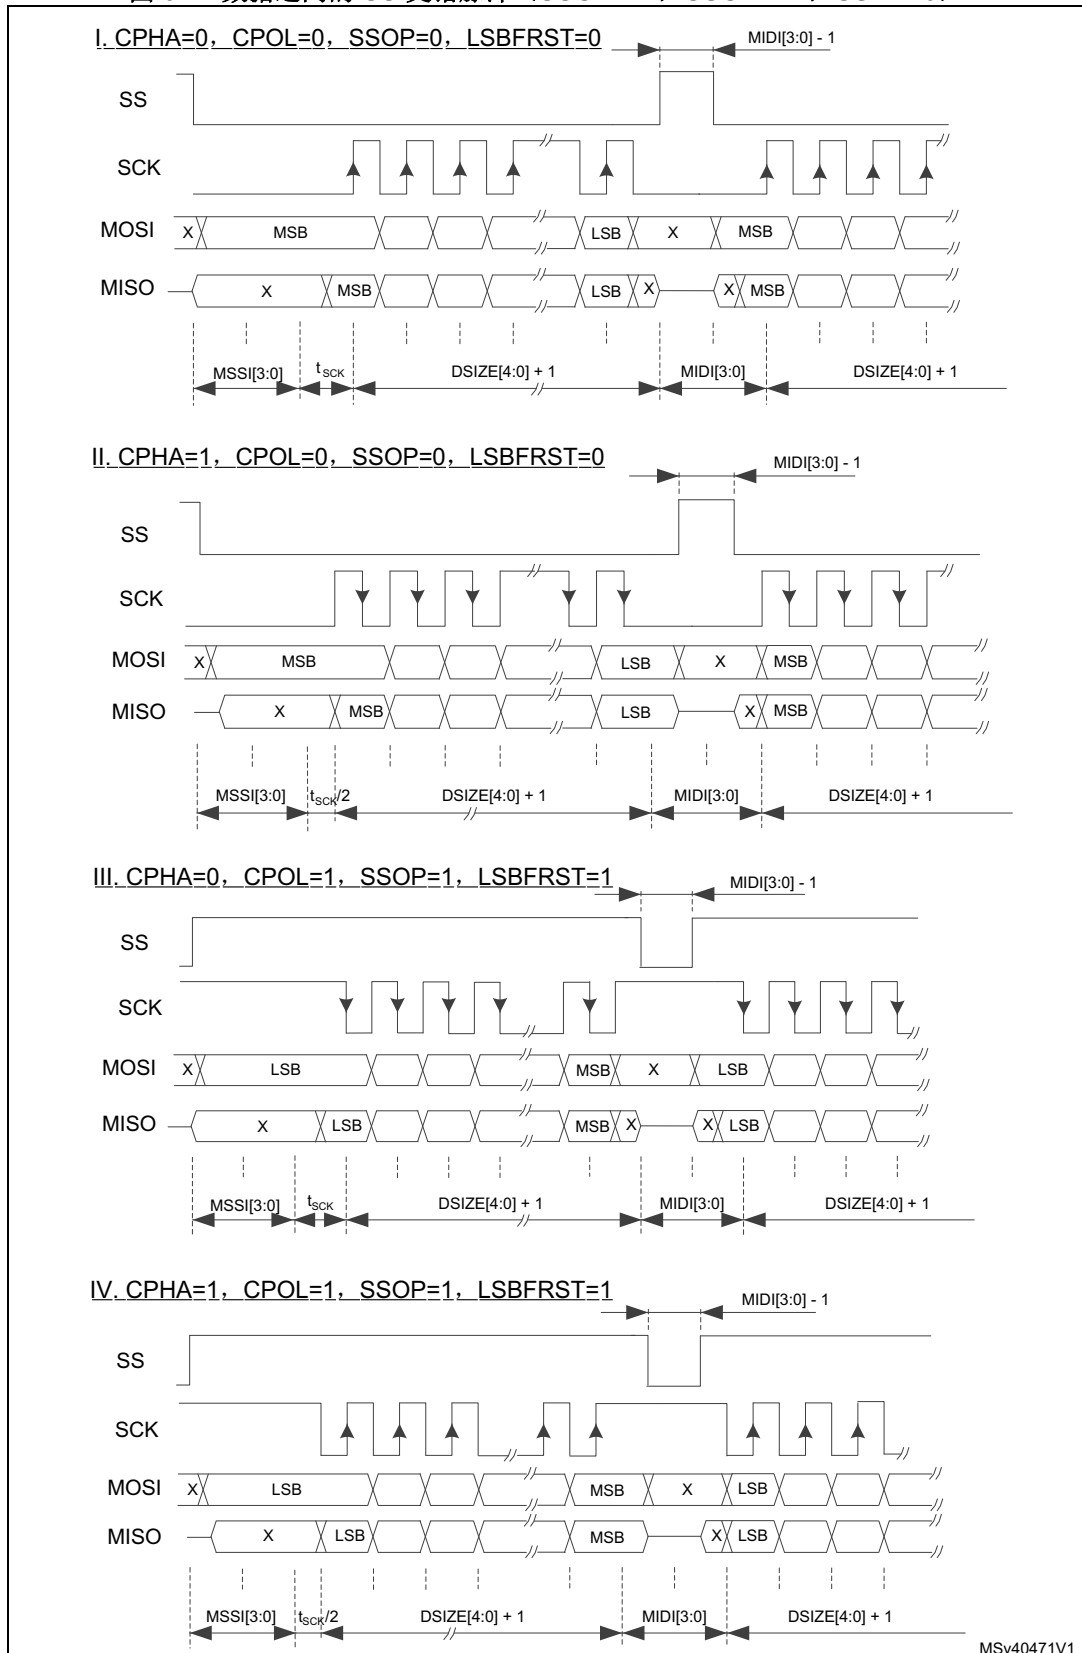 I. CPHA=0，CPOL=0，SSOP=0，LSBFRST=0
MIDI[3:0] - 1
SS
SCK
MOSI X MSB LSB X MSB
MISO X MSB LSB X X MSB
MSSI[3:0] tSCK DSIZE[4:0] + 1 MIDI[3:0] DSIZE[4:0] + 1
II. CPHA=1，CPOL=0，SSOP=0，LSBFRST=0
MIDI[3:0] - 1
SS
SCK
MOSI X MSB LSB X MSB
MISO X MSB LSB X MSB
MSSI[3:0] tSCK/2 DSIZE[4:0] + 1 MIDI[3:0] DSIZE[4:0] + 1
III. CPHA=0，CPOL=1，SSOP=1，LSBFRST=1
MIDI[3:0] - 1
SS
SCK
MOSI X LSB MSB X LSB
MISO X LSB MSB X X LSB
MSSI[3:0] tSCK DSIZE[4:0] + 1 MIDI[3:0] DSIZE[4:0] + 1
IV. CPHA=1，CPOL=1，SSOP=1，LSBFRST=1
MIDI[3:0] - 1
SS
SCK
MOSI X LSB MSB X LSB
MISO X LSB MSB X LSB
MSSI[3:0] tSCK/2 DSIZE[4:0] + 1 MIDI[3:0] DSIZE[4:0] + 1
MSv40471V1